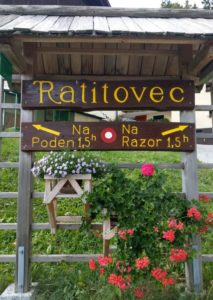 Ratitovec
Na Na
Poden 1,5h Razor 1,5h